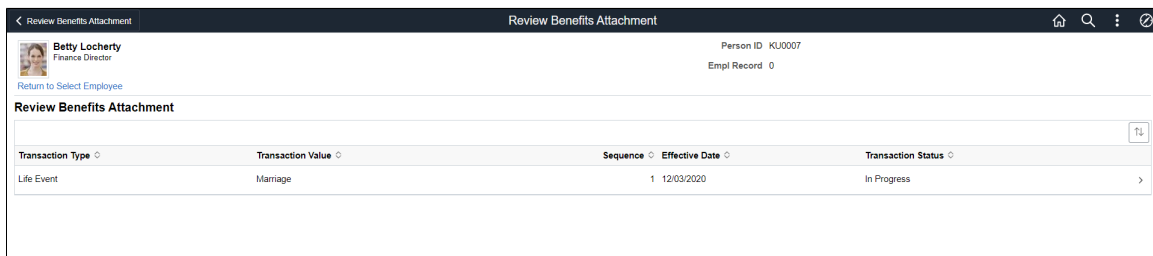 Review Benefits Attachment
Review Benefits Attachment
Betty Locherty
Finance Director
Person ID KU0007
Empl Record 0
Return to Select Employee
Review Benefits Attachment
Transaction Type Transaction Value Sequence Effective Date Transaction Status
Life Event Marriage 1 12/03/2020 In Progress